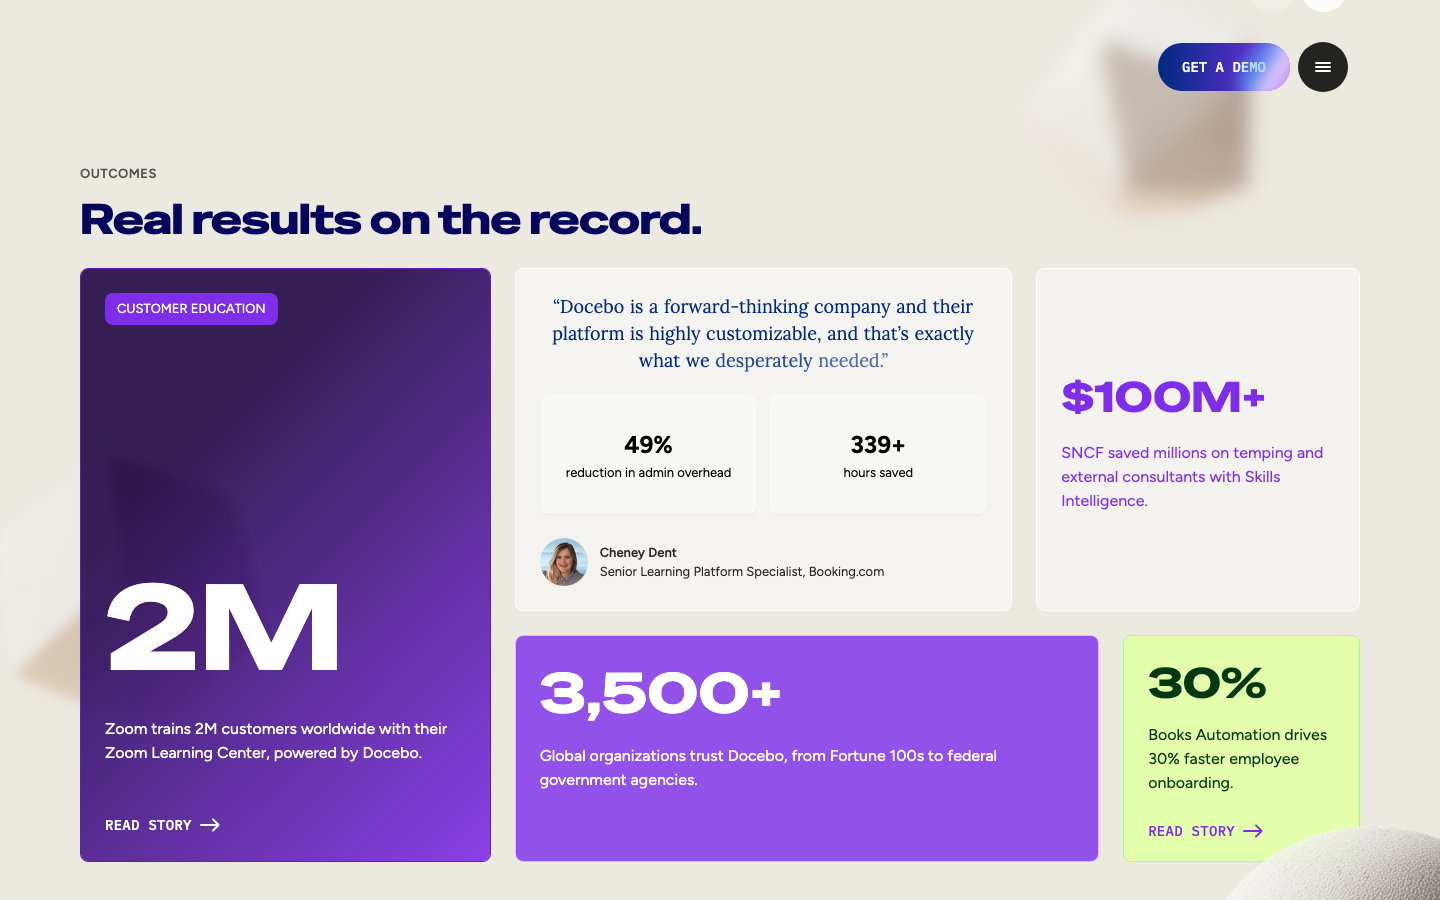 GET A DEMO
OUTCOMES
Real results on the record.
CUSTOMER EDUCATION
2M
Zoom trains 2M customers worldwide with their
Zoom Learning Center, powered by Docebo.
READ STORY
“Docebo is a forward-thinking company and their
platform is highly customizable, and that’s exactly
what we desperately needed.”
49%
reduction in admin overhead
339+
hours saved
Cheney Dent
Senior Learning Platform Specialist, Booking.com
$100M+
SNCF saved millions on temping and
external consultants with Skills
Intelligence.
3,500+
Global organizations trust Docebo, from Fortune 100s to federal
government agencies.
30%
Books Automation drives
30% faster employee
onboarding.
READ STORY